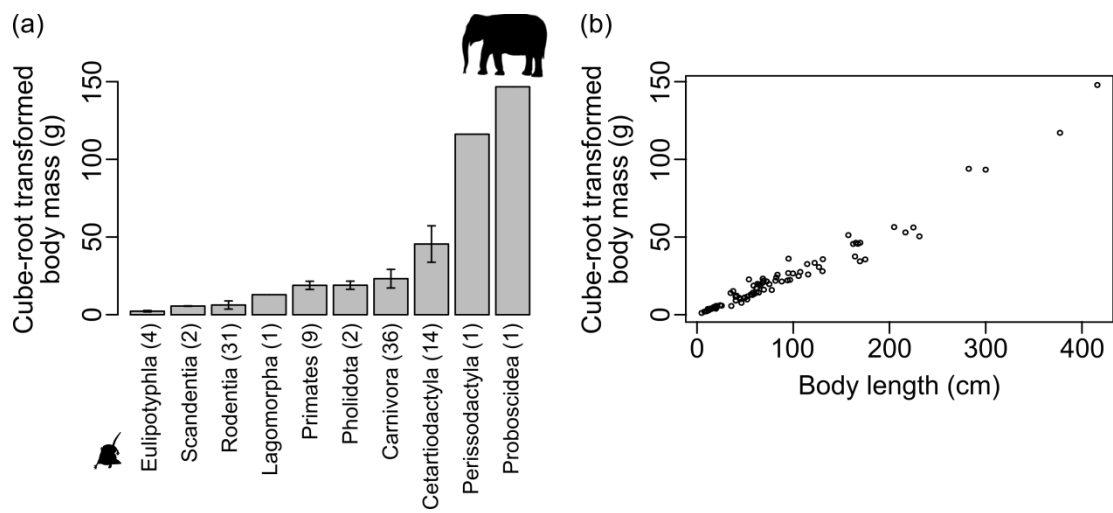 (a)
Cube-root transformed
body mass (g)
150
100
50
0
Eulipotyphla (4)
Scandentia (2)
Rodentia (31)
Lagomorpha (1)
Primates (9)
Pholidota (2)
Carnivora (36)
Cetartiodactyla (14)
Perissodactyla (1)
Proboscidea (1)
(b)
Cube-root transformed
body mass (g)
150
100
50
0
0 100 200 300 400
Body length (cm)